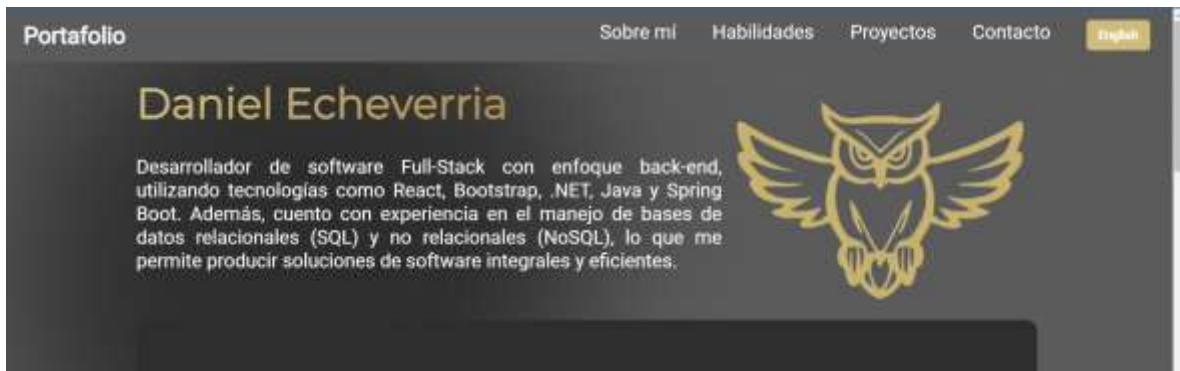 Portafolio
Sobre mí
Habilidades
Proyectos
Contacto
English
Daniel Echeverria
Desarrollador de software Full-Stack con enfoque back-end,
utilizando tecnologías como React, Bootstrap, .NET, Java y Spring
Boot. Además, cuento con experiencia en el manejo de bases de
datos relacionales (SQL) y no relacionales (NoSQL), lo que me
permite producir soluciones de software integrales y eficientes.